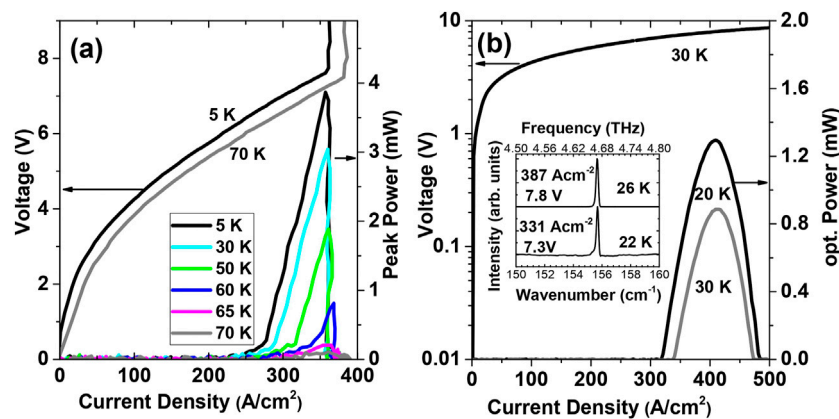 (a)
Voltage (V)
8
6
4
2
0
5 K
70 K
5 K
30 K
50 K
60 K
65 K
70 K
0 100 200 300 400
Current Density (A/cm²)
4
3
2
1
0
Peak Power (mW)
(b)
Voltage (V)
10
1
0.1
0.01
30 K
Frequency (THz)
4.50 4.56 4.62 4.68 4.74 4.80
Intensity (arb. units)
387 Acm⁻²
7.8 V 26 K
331 Acm⁻²
7.3V 22 K
150 152 154 156 158 160
Wavenumber (cm⁻¹)
20 K
30 K
0 100 200 300 400 500
Current Density (A/cm²)
2.0
1.6
1.2
0.8
0.4
0.0
opt. Power (mW)